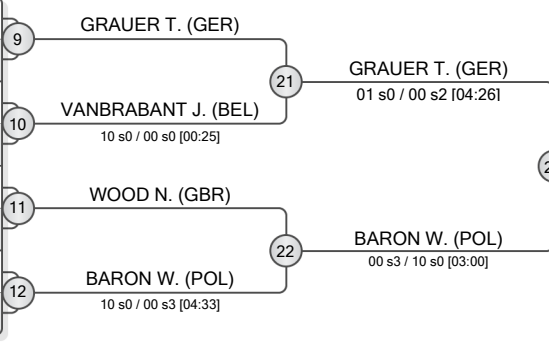 GRAUER T. (GER)
9
GRAUER T. (GER)
21
01 s0 / 00 s2 [04:26]
VANBRABANT J. (BEL)
10
10 s0 / 00 s0 [00:25]
WOOD N. (GBR)
11
BARON W. (POL)
22
00 s3 / 10 s0 [03:00]
BARON W. (POL)
12
10 s0 / 00 s3 [04:33]